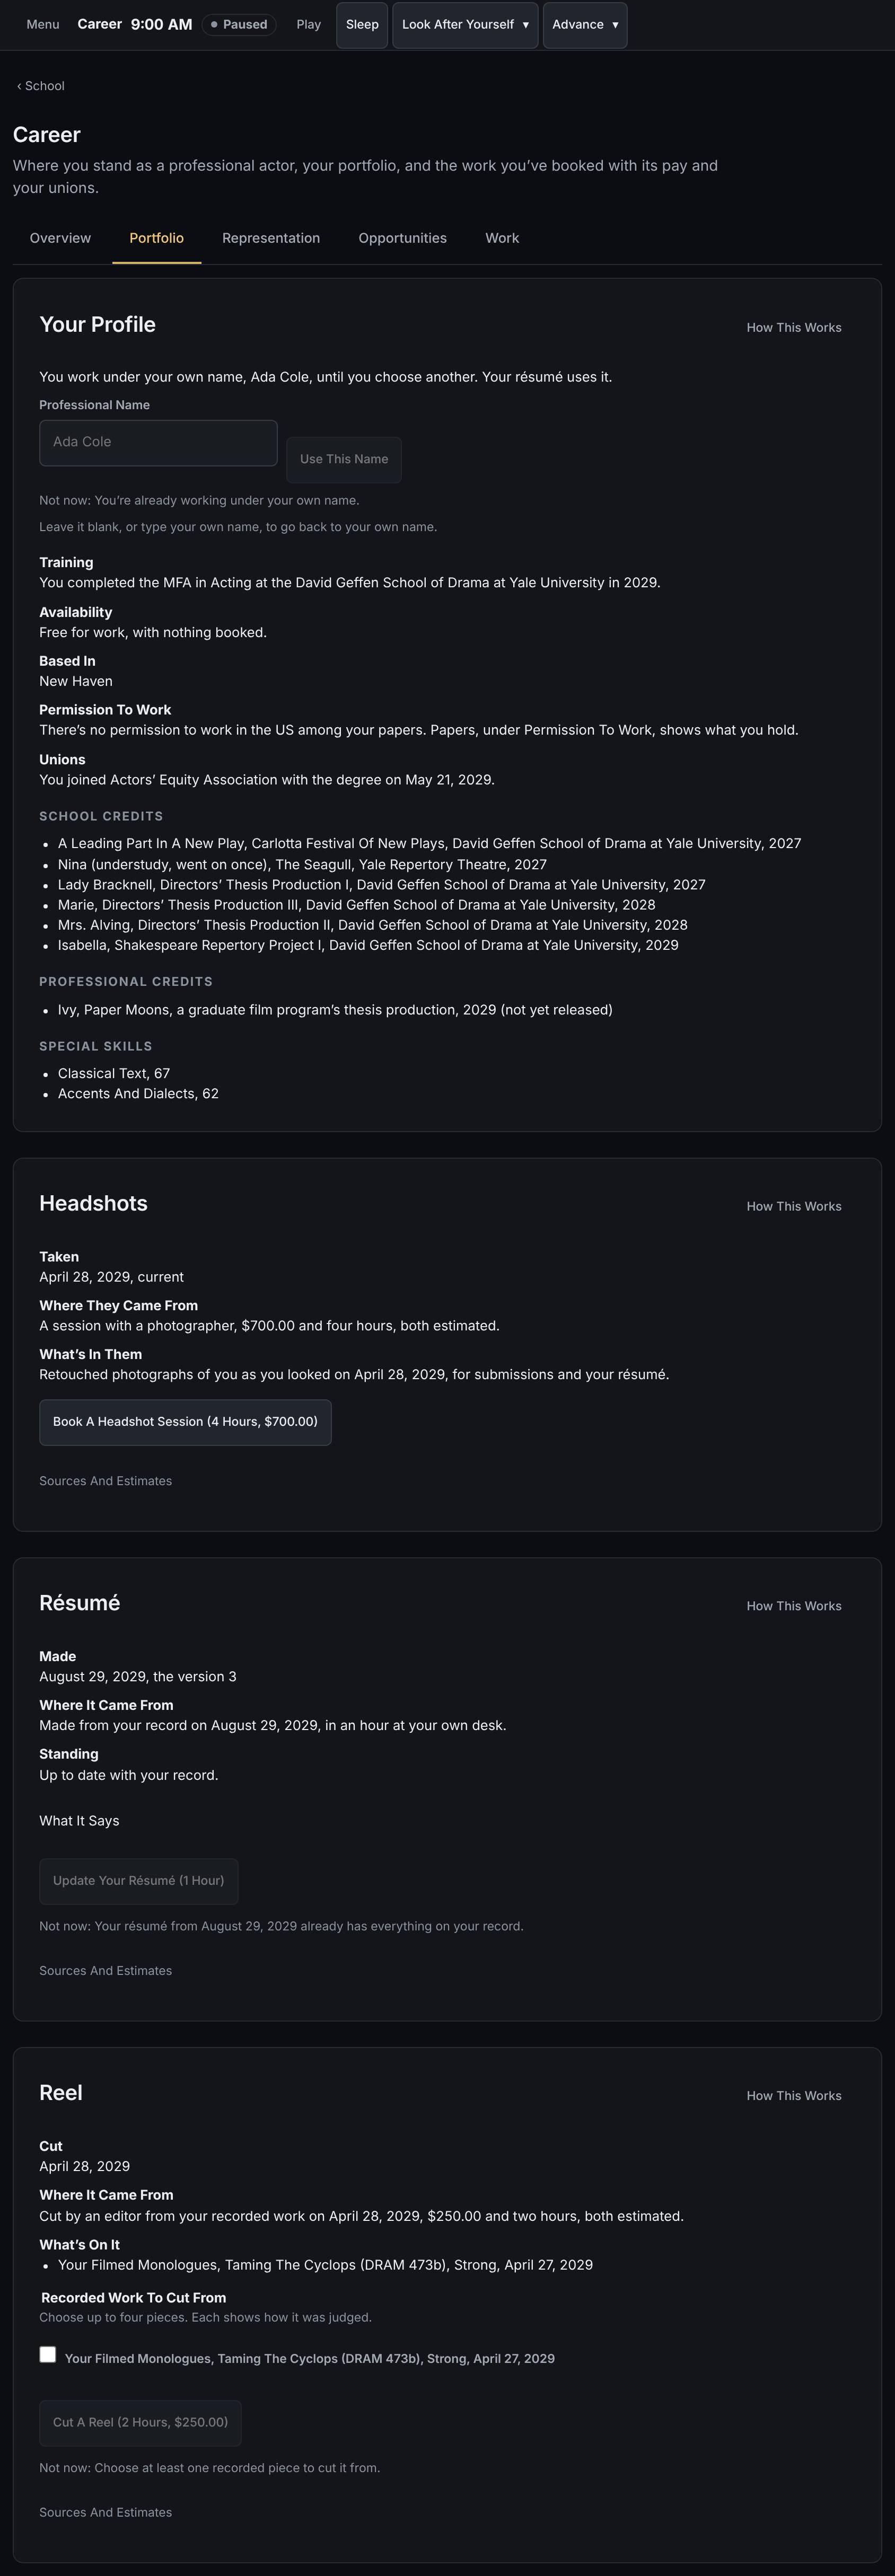 Menu Career 9:00 AM Paused Play Sleep Look After Yourself ▾ Advance ▾
‹ School
Career
Where you stand as a professional actor, your portfolio, and the work you’ve booked with its pay and
your unions.
Overview Portfolio Representation Opportunities Work
Your Profile How This Works
You work under your own name, Ada Cole, until you choose another. Your résumé uses it.
Professional Name
Ada Cole Use This Name
Not now: You’re already working under your own name.
Leave it blank, or type your own name, to go back to your own name.
Training
You completed the MFA in Acting at the David Geffen School of Drama at Yale University in 2029.
Availability
Free for work, with nothing booked.
Based In
New Haven
Permission To Work
There’s no permission to work in the US among your papers. Papers, under Permission To Work, shows what you hold.
Unions
You joined Actors’ Equity Association with the degree on May 21, 2029.
SCHOOL CREDITS
• A Leading Part In A New Play, Carlotta Festival Of New Plays, David Geffen School of Drama at Yale University, 2027
• Nina (understudy, went on once), The Seagull, Yale Repertory Theatre, 2027
• Lady Bracknell, Directors’ Thesis Production I, David Geffen School of Drama at Yale University, 2027
• Marie, Directors’ Thesis Production III, David Geffen School of Drama at Yale University, 2028
• Mrs. Alving, Directors’ Thesis Production II, David Geffen School of Drama at Yale University, 2028
• Isabella, Shakespeare Repertory Project I, David Geffen School of Drama at Yale University, 2029
PROFESSIONAL CREDITS
• Ivy, Paper Moons, a graduate film program’s thesis production, 2029 (not yet released)
SPECIAL SKILLS
• Classical Text, 67
• Accents And Dialects, 62
Headshots How This Works
Taken
April 28, 2029, current
Where They Came From
A session with a photographer, $700.00 and four hours, both estimated.
What’s In Them
Retouched photographs of you as you looked on April 28, 2029, for submissions and your résumé.
Book A Headshot Session (4 Hours, $700.00)
Sources And Estimates
Résumé How This Works
Made
August 29, 2029, the version 3
Where It Came From
Made from your record on August 29, 2029, in an hour at your own desk.
Standing
Up to date with your record.
What It Says
Update Your Résumé (1 Hour)
Not now: Your résumé from August 29, 2029 already has everything on your record.
Sources And Estimates
Reel How This Works
Cut
April 28, 2029
Where It Came From
Cut by an editor from your recorded work on April 28, 2029, $250.00 and two hours, both estimated.
What’s On It
• Your Filmed Monologues, Taming The Cyclops (DRAM 473b), Strong, April 27, 2029
Recorded Work To Cut From
Choose up to four pieces. Each shows how it was judged.
Your Filmed Monologues, Taming The Cyclops (DRAM 473b), Strong, April 27, 2029
Cut A Reel (2 Hours, $250.00)
Not now: Choose at least one recorded piece to cut it from.
Sources And Estimates